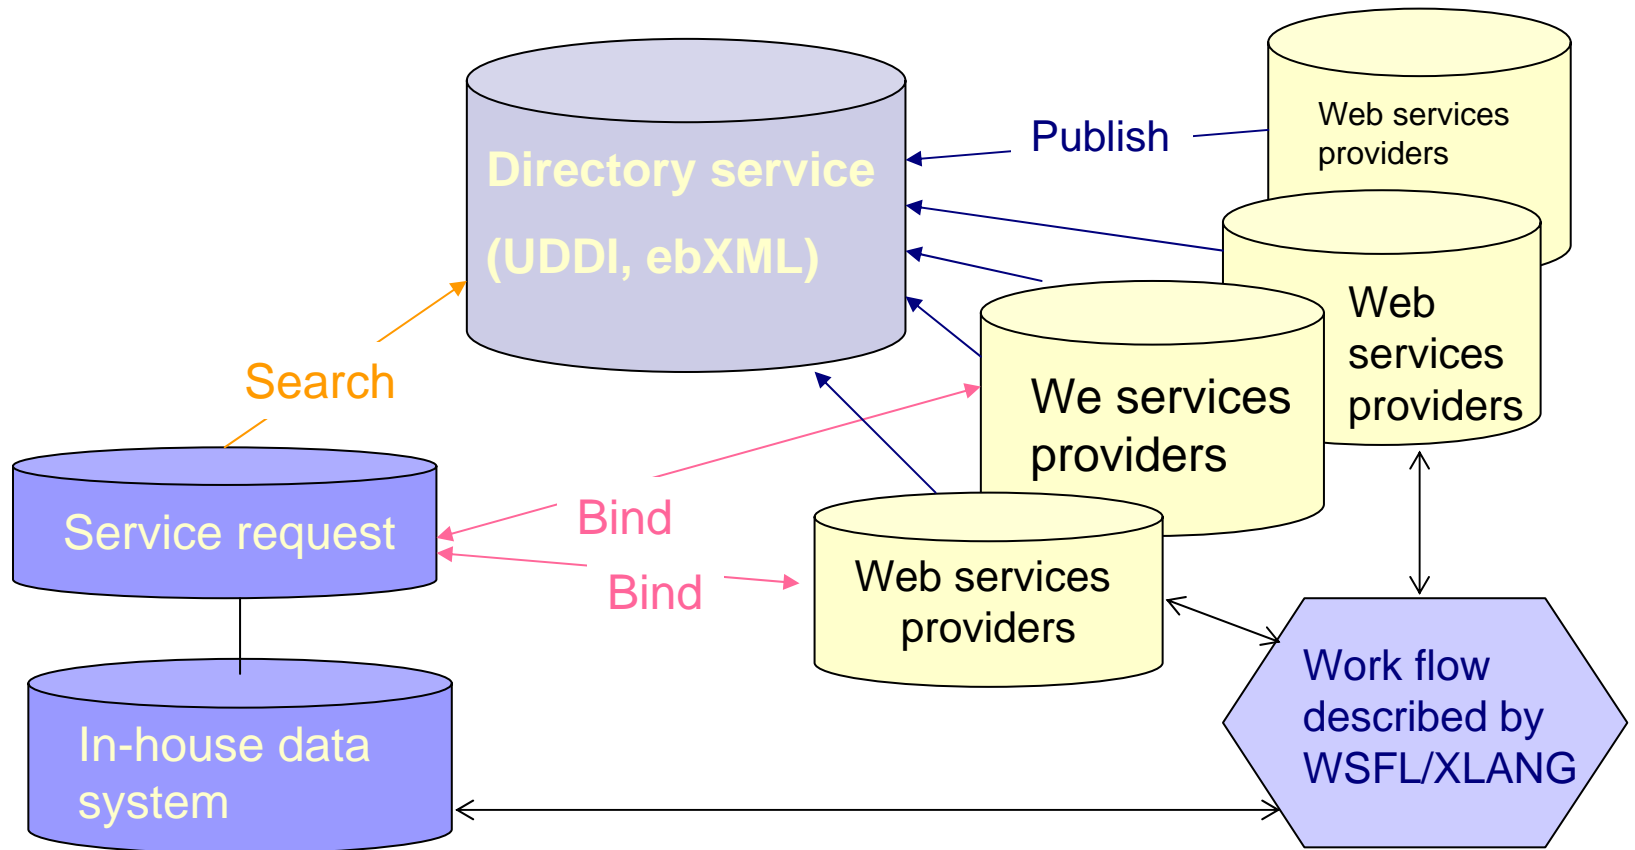 Directory service
(UDDI, ebXML)
Publish
Web services
providers
Web
services
providers
We services
providers
Search
Service request
Bind
Bind
Web services
providers
In-house data
system
Work flow
described by
WSFL/XLANG